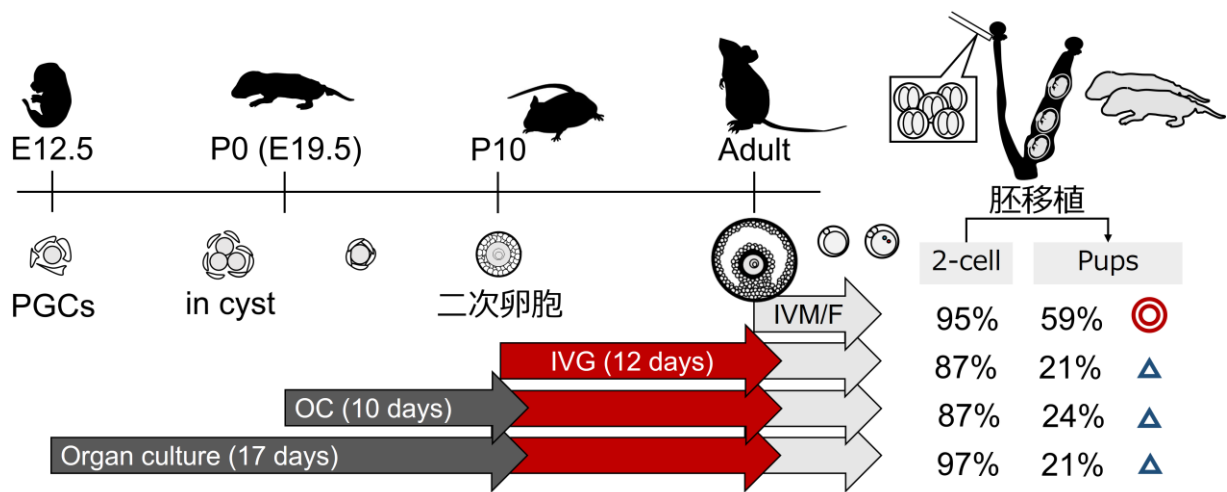 E12.5
P0 (E19.5)
P10
Adult
PGCs
in cyst
二次卵胞
胚移植
2-cell
Pups
IVM/F
95%
59%
IVG (12 days)
87%
21%
OC (10 days)
87%
24%
Organ culture (17 days)
97%
21%